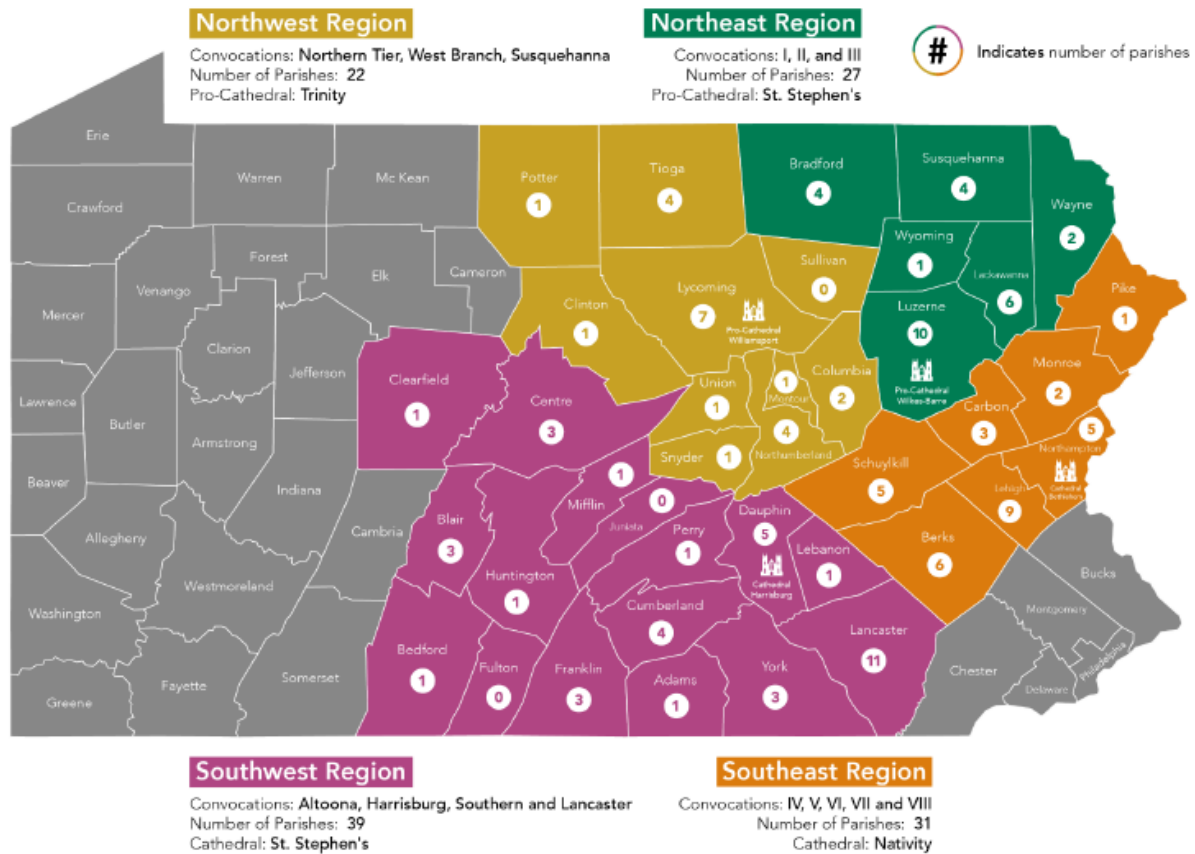 Northwest Region
Convocations: Northern Tier, West Branch, Susquehanna
Number of Parishes: 22
Pro-Cathedral: Trinity
Northeast Region
Convocations: I, II, and III
Number of Parishes: 27
Pro-Cathedral: St. Stephen's
#
Indicates number of parishes
Erie
Crawford
Warren
Mc Kean
Potter
1
Tioga
4
Bradford
4
Susquehanna
4
Wayne
2
Wyoming
1
Lackawanna
6
Luzerne
10
Pro-Cathedral
Wilkes-Barre
Sullivan
0
Lycoming
7
Pro-Cathedral
Williamsport
Clinton
1
Cameron
Elk
Forest
Venango
Mercer
Clarion
Jefferson
Clearfield
1
Centre
3
Union
1
1
Montour
Columbia
2
4
Northumberland
Snyder
1
Pike
1
Monroe
2
Carbon
3
5
Northampton
Cathedral
Bethlehem
Lehigh
9
Schuylkill
5
Berks
6
Lawrence
Butler
Armstrong
Beaver
Indiana
Allegheny
Westmoreland
Cambria
Blair
3
Huntington
1
1
Mifflin
0
Juniata
Perry
1
Dauphin
5
Cathedral
Harrisburg
Lebanon
1
Cumberland
4
Lancaster
11
Bucks
Montgomery
Philadelphia
Delaware
Chester
Washington
Greene
Fayette
Somerset
Bedford
1
Fulton
0
Franklin
3
Adams
1
York
3
Southwest Region
Convocations: Altoona, Harrisburg, Southern and Lancaster
Number of Parishes: 39
Cathedral: St. Stephen's
Southeast Region
Convocations: IV, V, VI, VII and VIII
Number of Parishes: 31
Cathedral: Nativity